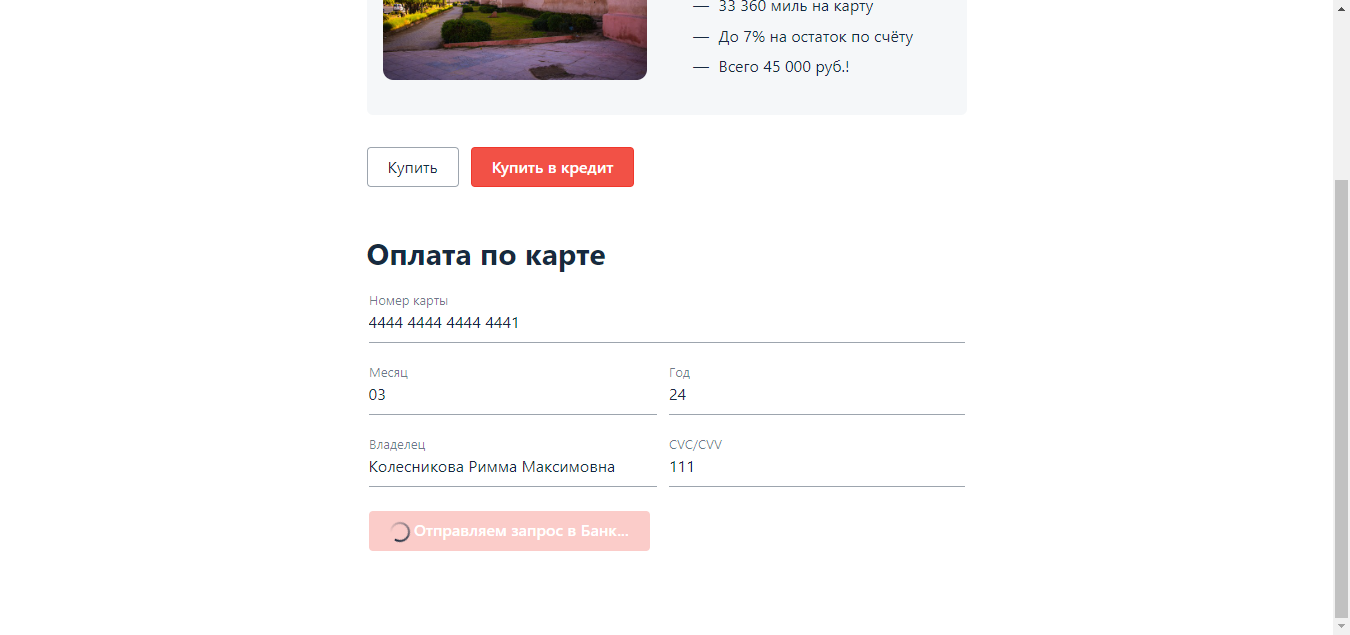 — 33 360 миль на карту
— До 7% на остаток по счёту
— Всего 45 000 руб.!
Купить
Купить в кредит
Оплата по карте
Номер карты
4444 4444 4444 4441
Месяц
Год
03
24
Владелец
CVC/CVV
Колесникова Римма Максимовна
111
Отправляем запрос в Банк...